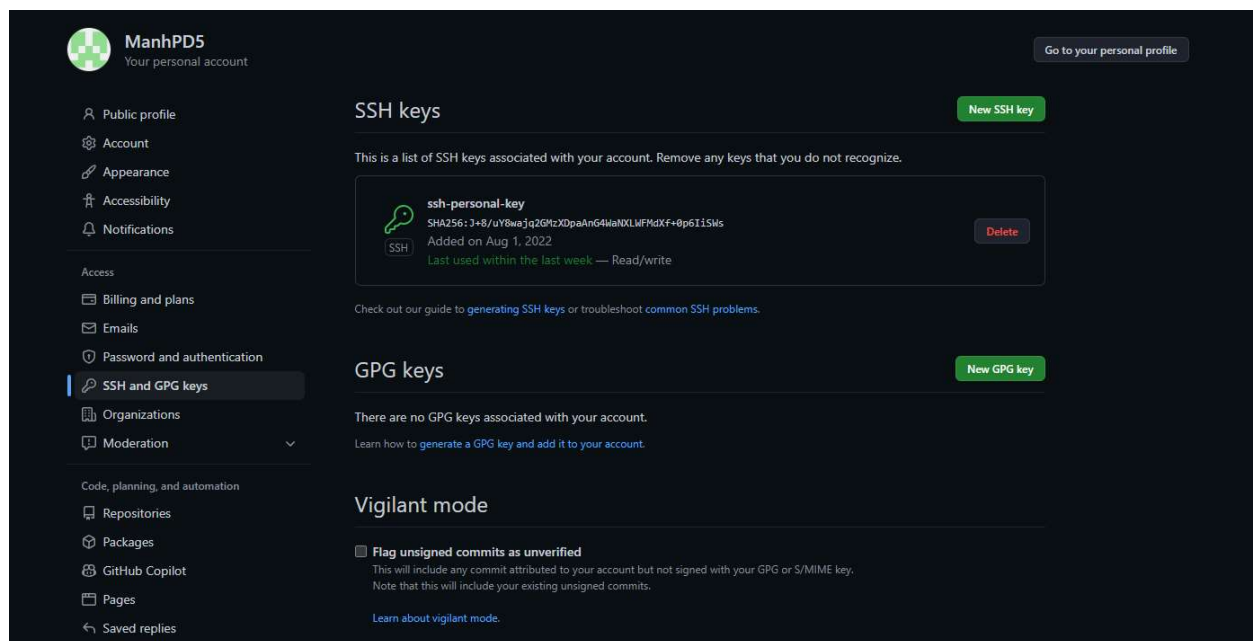 ManhPD5
Your personal account
Go to your personal profile
Public profile
Account
Appearance
Accessibility
Notifications
Access
Billing and plans
Emails
Password and authentication
SSH and GPG keys
Organizations
Moderation
Code, planning, and automation
Repositories
Packages
GitHub Copilot
Pages
Saved replies
SSH keys
New SSH key
This is a list of SSH keys associated with your account. Remove any keys that you do not recognize.
ssh-personal-key
SHA256:J+8/uY8wajq2GMzXDpaAnG4WaNXLWFMdXf+0p6IiSWs
SSH
Added on Aug 1, 2022
Last used within the last week — Read/write
Delete
Check out our guide to generating SSH keys or troubleshoot common SSH problems.
GPG keys
New GPG key
There are no GPG keys associated with your account.
Learn how to generate a GPG key and add it to your account.
Vigilant mode
Flag unsigned commits as unverified
This will include any commit attributed to your account but not signed with your GPG or S/MIME key.
Note that this will include your existing unsigned commits.
Learn about vigilant mode.